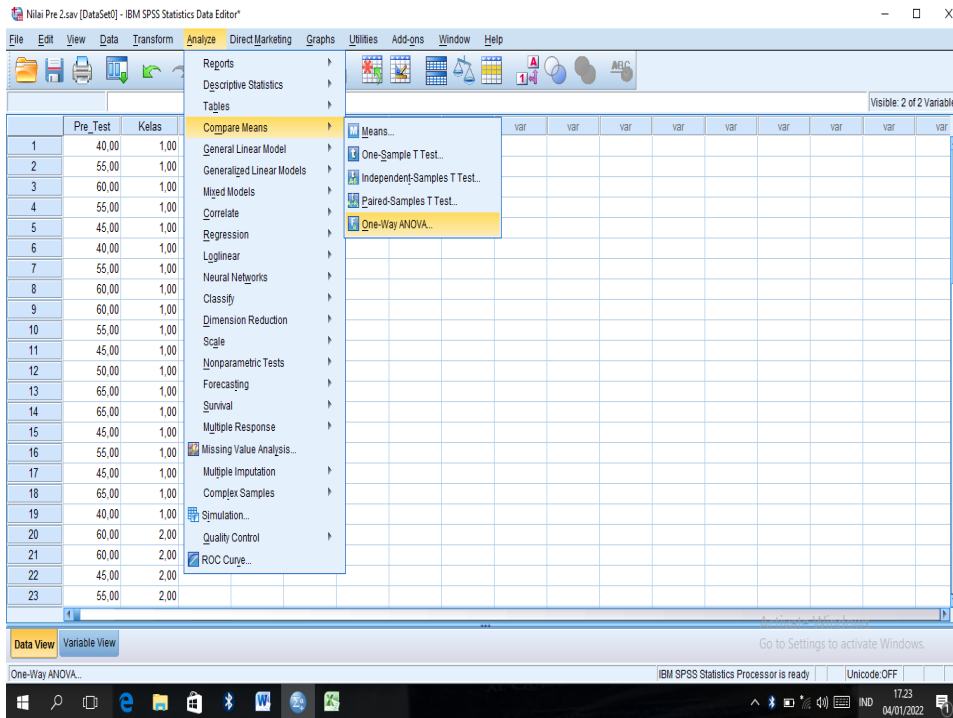 Nilai Pre 2.sav [DataSet0] - IBM SPSS Statistics Data Editor*
File Edit View Data Transform Analyze Direct Marketing Graphs Utilities Add-ons Window Help
Visible: 2 of 2 Variable
Pre_Test Kelas var var var var var var var var var
1 40,00 1,00
2 55,00 1,00
3 60,00 1,00
4 55,00 1,00
5 45,00 1,00
6 40,00 1,00
7 55,00 1,00
8 60,00 1,00
9 60,00 1,00
10 55,00 1,00
11 45,00 1,00
12 50,00 1,00
13 65,00 1,00
14 65,00 1,00
15 45,00 1,00
16 55,00 1,00
17 45,00 1,00
18 65,00 1,00
19 40,00 1,00
20 60,00 2,00
21 60,00 2,00
22 45,00 2,00
23 55,00 2,00
Reports
Descriptive Statistics
Tables
Compare Means
General Linear Model
Generalized Linear Models
Mixed Models
Correlate
Regression
Loglinear
Neural Networks
Classify
Dimension Reduction
Scale
Nonparametric Tests
Forecasting
Survival
Multiple Response
Missing Value Analysis...
Multiple Imputation
Complex Samples
Simulation...
Quality Control
ROC Curve...
Means...
One-Sample T Test...
Independent-Samples T Test...
Paired-Samples T Test...
One-Way ANOVA...
Activate Windows
Go to Settings to activate Windows.
Data View Variable View
One-Way ANOVA...
IBM SPSS Statistics Processor is ready
Unicode:OFF
IND
17.23
04/01/2022